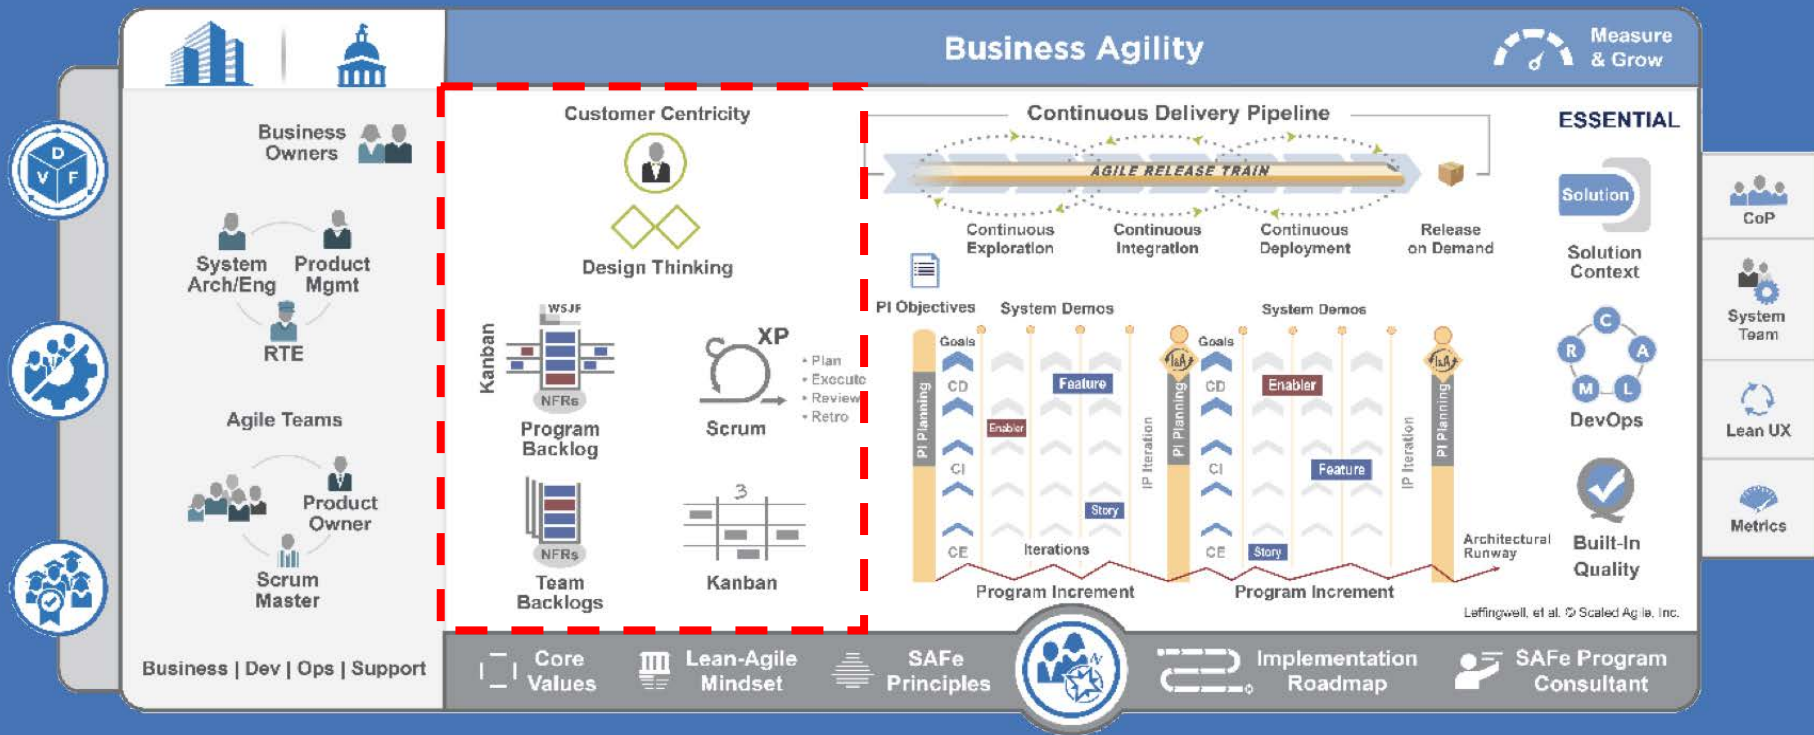 Business Agility
Measure
& Grow
D
V F
Business
Owners
System
Arch/Eng
Product
Mgmt
RTE
Agile Teams
Product
Owner
Scrum
Master
Business | Dev | Ops | Support
Customer Centricity
Design Thinking
Kanban
WSJF
NFRs
Program
Backlog
XP
• Plan
• Execute
• Review
• Retro
Scrum
NFRs
Team
Backlogs
3
Kanban
Continuous Delivery Pipeline
AGILE RELEASE TRAIN
Continuous
Exploration
Continuous
Integration
Continuous
Deployment
Release
on Demand
PI Objectives
System Demos
System Demos
PI Planning
Goals
CD
CI
CE
Enabler
Feature
Story
Iterations
IP Iteration
I&A
PI Planning
Goals
CD
CI
CE
Enabler
Feature
Story
IP Iteration
I&A
PI Planning
Architectural
Runway
Program Increment
Program Increment
ESSENTIAL
Solution
Solution
Context
C
R A
M L
DevOps
Built-In
Quality
Leffingwell, et al. © Scaled Agile, Inc.
CoP
System
Team
Lean UX
Metrics
Core
Values
Lean-Agile
Mindset
SAFe
Principles
N
Implementation
Roadmap
SAFe Program
Consultant